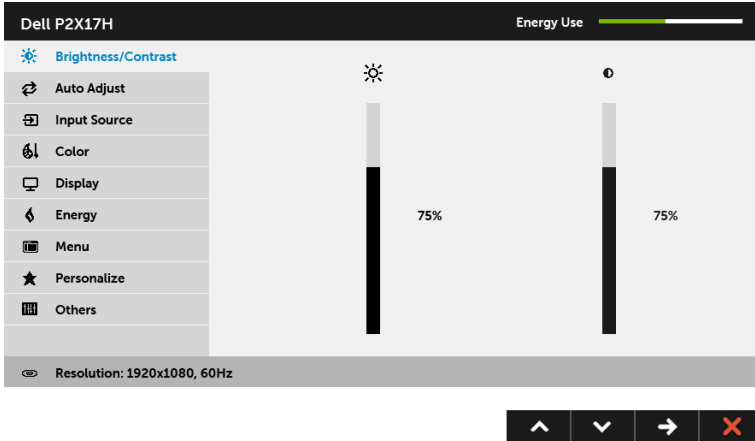 Dell P2X17H
Energy Use
Brightness/Contrast
Auto Adjust
Input Source
Color
Display
Energy
Menu
Personalize
Others
75%
75%
Resolution: 1920x1080, 60Hz